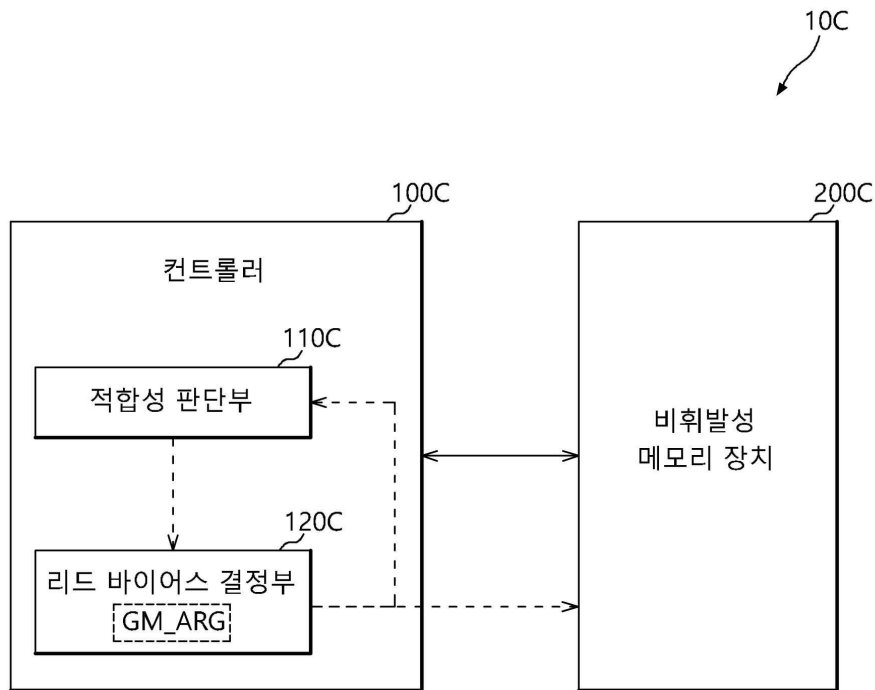 10C
100C
200C
컨트롤러
110C
적합성 판단부
비휘발성
메모리 장치
120C
리드 바이어스 결정부
GM_ARG